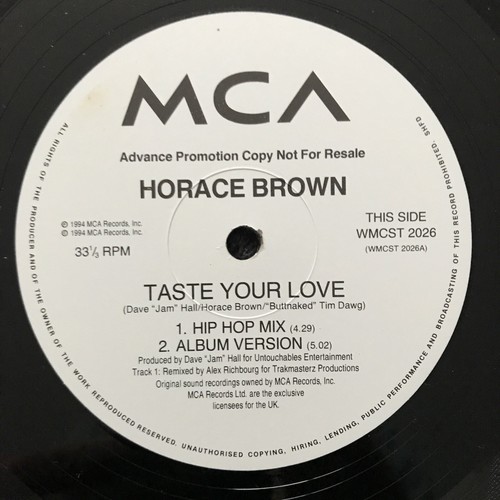 MCA
Advance Promotion Copy Not For Resale
HORACE BROWN
℗ 1994 MCA Records, Inc.
© 1994 MCA Records, Inc.
33⅓ RPM
THIS SIDE
WMCST 2026
(WMCST 2026A)
TASTE YOUR LOVE
(Dave "Jam" Hall/Horace Brown/"Buttnaked" Tim Dawg)
1. HIP HOP MIX (4.29)
2. ALBUM VERSION (5.02)
Produced by Dave "Jam" Hall for Untouchables Entertainment
Track 1: Remixed by Alex Richbourg for Trakmasterz Productions
Original sound recordings owned by MCA Records, Inc.
MCA Records Ltd. are the exclusive
licensees for the UK.
ALL RIGHTS OF THE PRODUCER AND OF THE OWNER OF THE WORK REPRODUCED RESERVED. UNAUTHORISED COPYING, HIRING, LENDING, PUBLIC PERFORMANCE AND BROADCASTING OF THIS RECORD PROHIBITED. SHFD